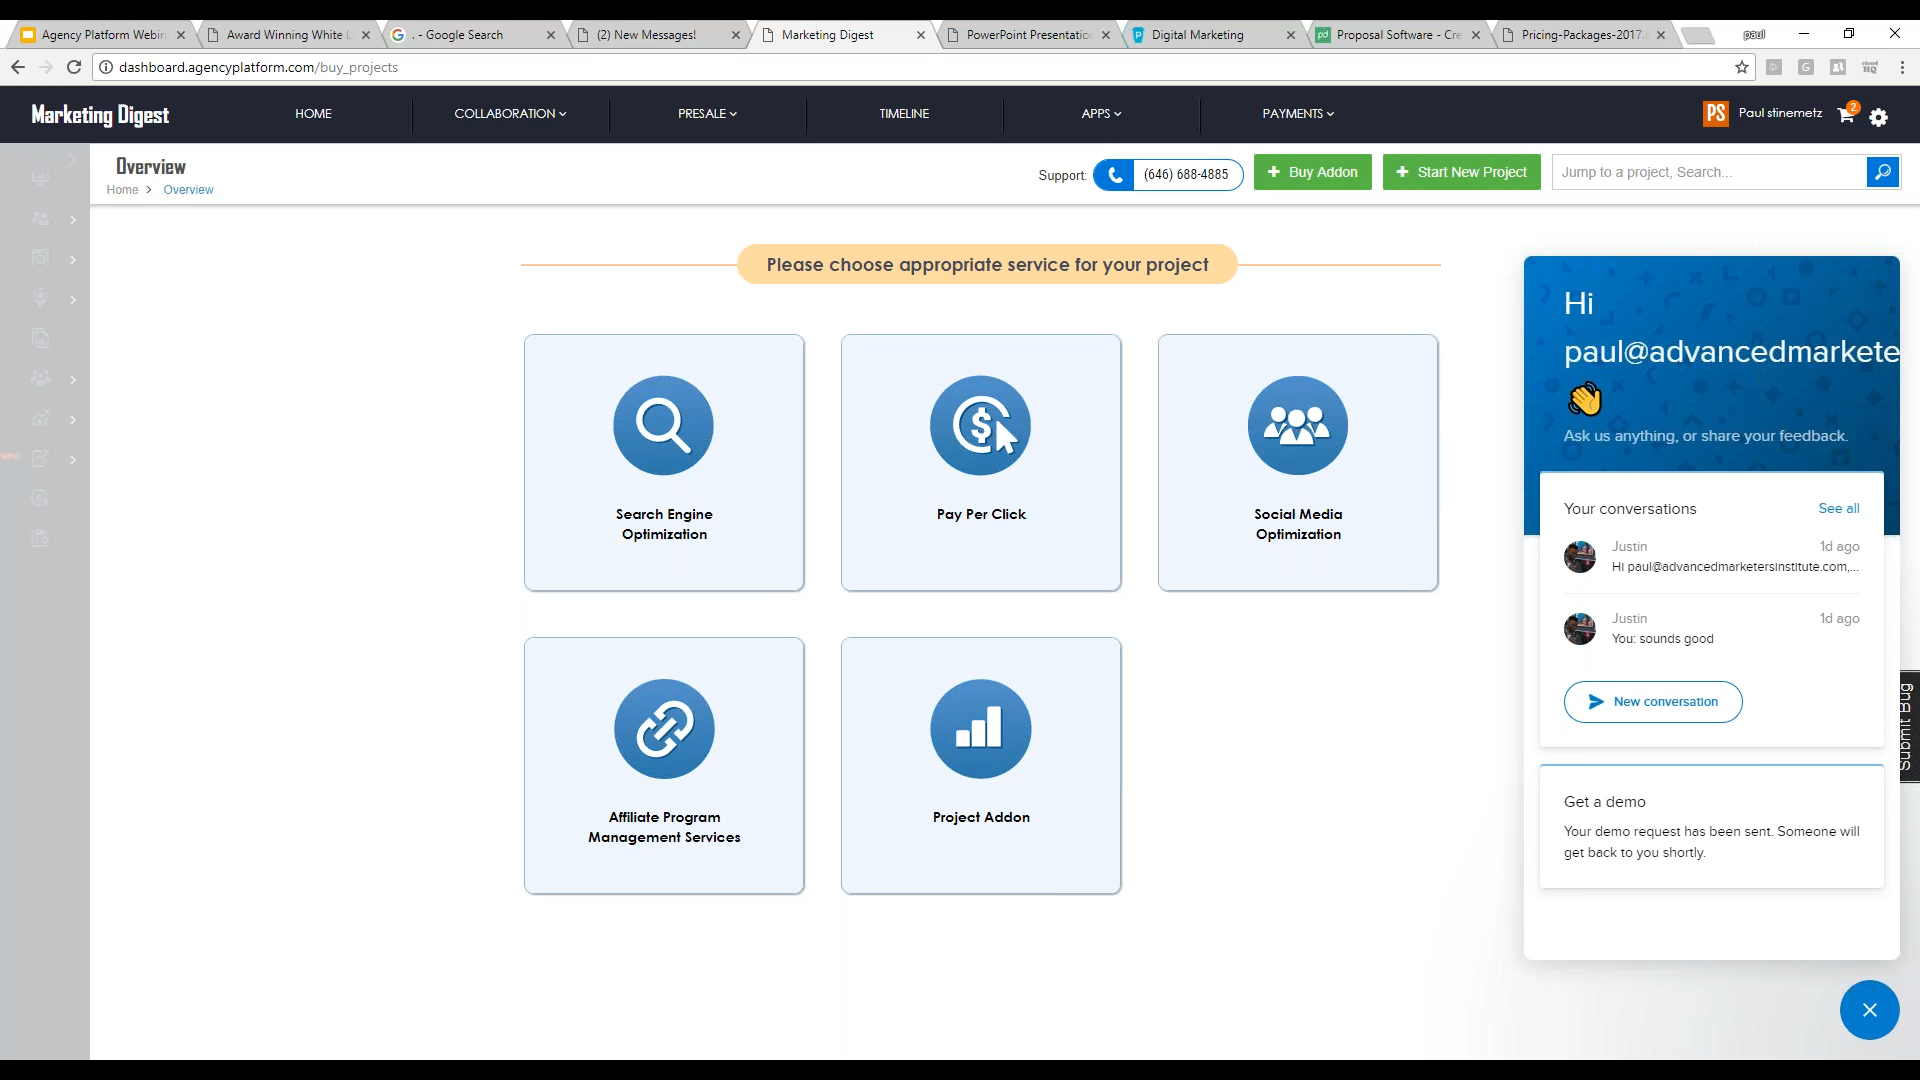 Agency Platform Webin
Award Winning White L
. - Google Search
(2) New Messages!
Marketing Digest
PowerPoint Presentatio
Digital Marketing
Proposal Software - Cre
Pricing-Packages-2017.
paul
dashboard.agencyplatform.com/buy_projects
Marketing Digest
HOME
COLLABORATION
PRESALE
TIMELINE
APPS
PAYMENTS
PS
Paul stinemetz
2
Overview
Home > Overview
Support:
(646) 688-4885
+ Buy Addon
+ Start New Project
Jump to a project, Search...
Please choose appropriate service for your project
Search Engine
Optimization
Pay Per Click
Social Media
Optimization
Affiliate Program
Management Services
Project Addon
Hi
paul@advancedmarkete
Ask us anything, or share your feedback.
Your conversations
See all
Justin
1d ago
Hi paul@advancedmarketersinstitute.com,...
Justin
1d ago
You: sounds good
New conversation
Get a demo
Your demo request has been sent. Someone will
get back to you shortly.
Submit Bug